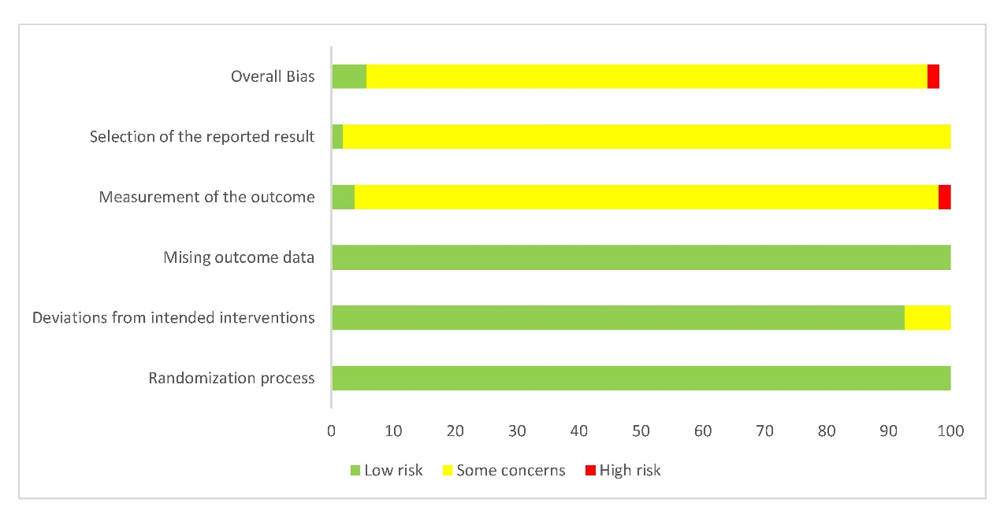 Overall Bias
Selection of the reported result
Measurement of the outcome
Mising outcome data
Deviations from intended interventions
Randomization process
0 10 20 30 40 50 60 70 80 90 100
Low risk Some concerns High risk